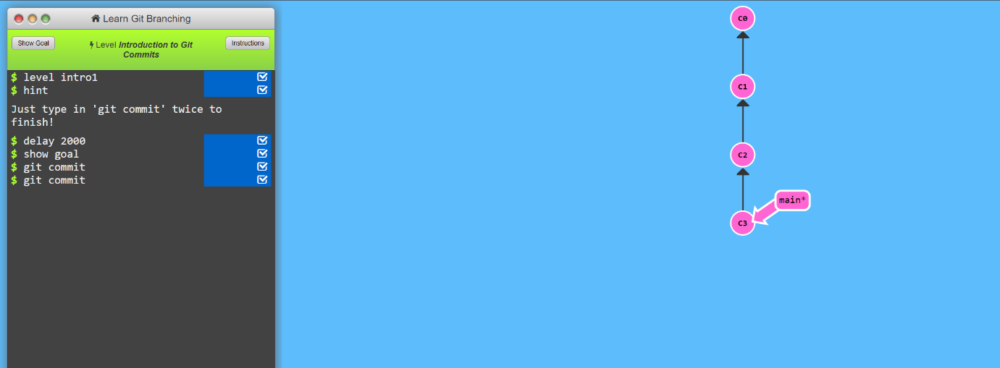 Learn Git Branching
Show Goal
Level Introduction to Git
Commits
Instructions
$ level intro1
$ hint
Just type in 'git commit' twice to
finish!
$ delay 2000
$ show goal
$ git commit
$ git commit
C0
C1
C2
main*
C3